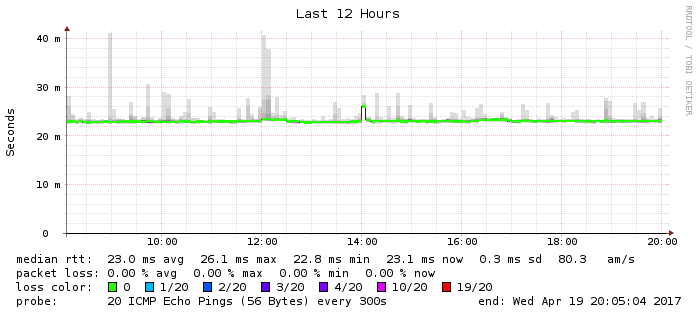 Last 12 Hours
RRDTOOL / TOBI OETIKER
Seconds
40 m
30 m
20 m
10 m
0
10:00 12:00 14:00 16:00 18:00 20:00
median rtt: 23.0 ms avg 26.1 ms max 22.8 ms min 23.1 ms now 0.3 ms sd 80.3 am/s
packet loss: 0.00 % avg 0.00 % max 0.00 % min 0.00 % now
loss color: 0 1/20 2/20 3/20 4/20 10/20 19/20
probe: 20 ICMP Echo Pings (56 Bytes) every 300s end: Wed Apr 19 20:05:04 2017